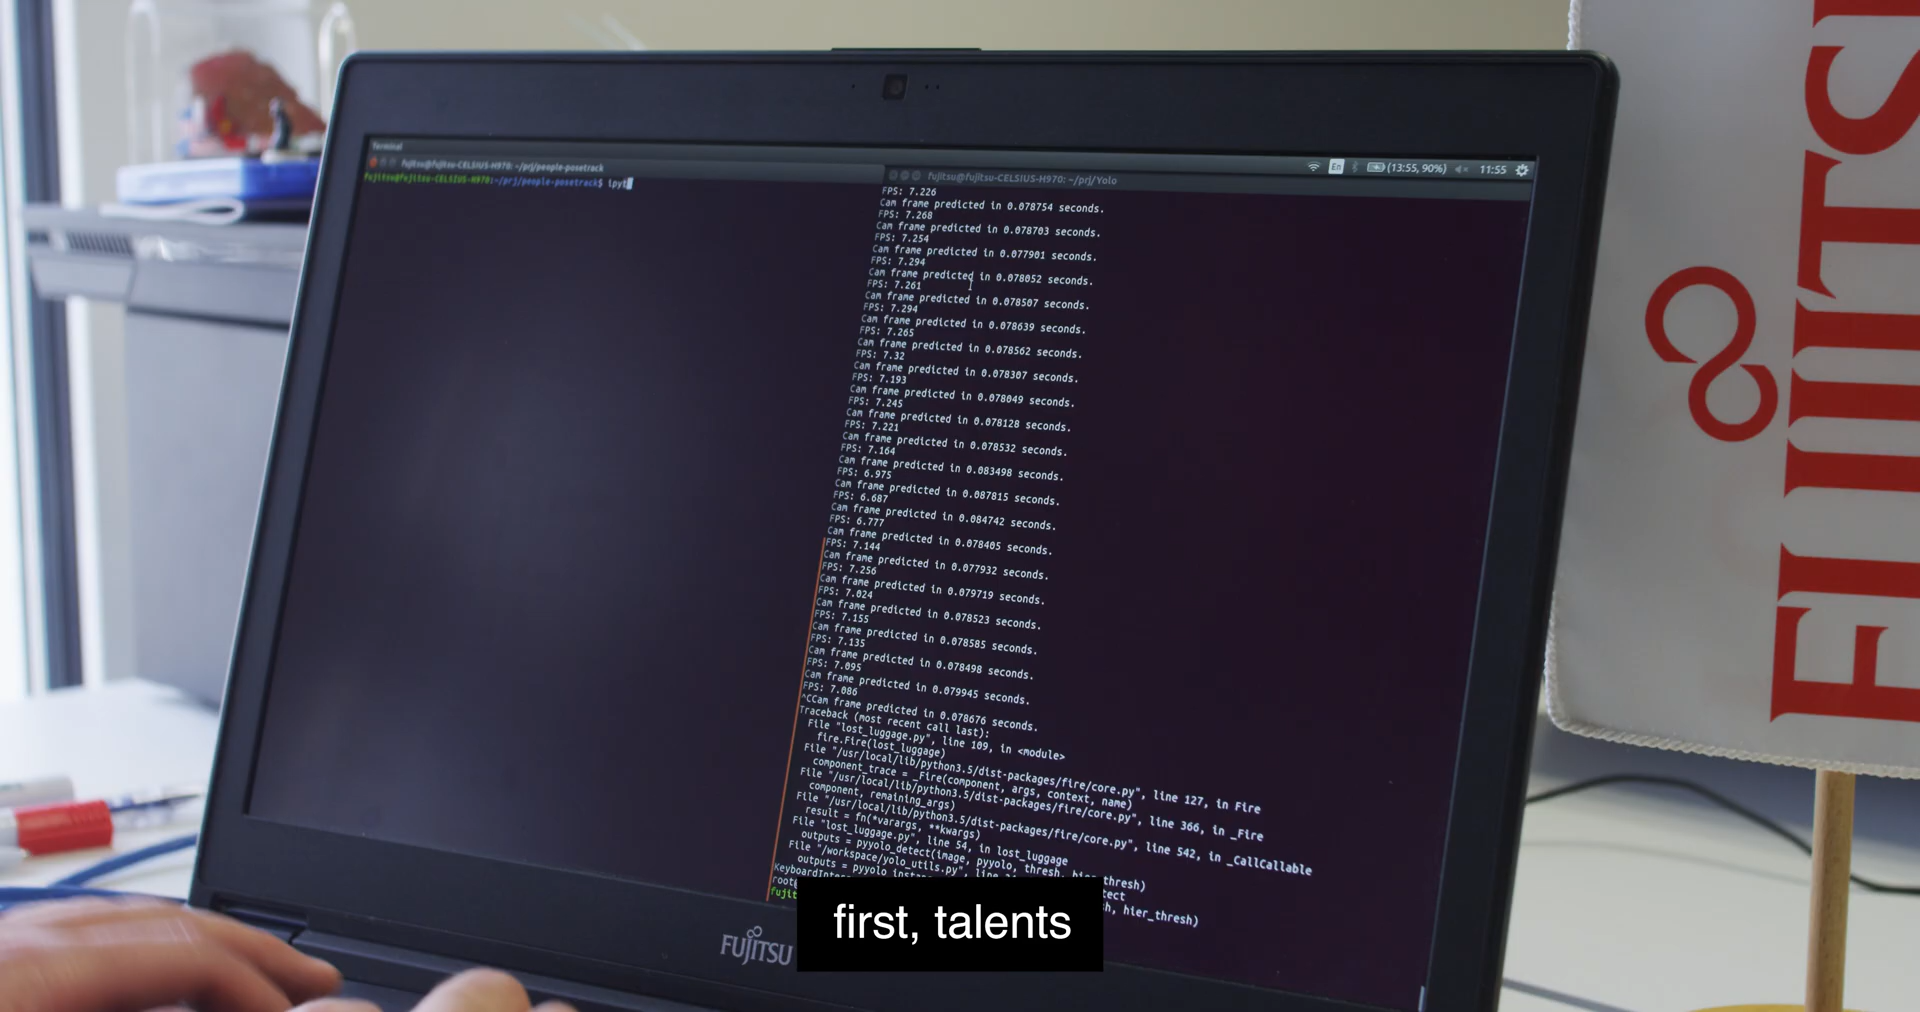 Terminal
fujitsu@fujitsu-CELSIUS-H970: ~/prj/people-posetrack
fujitsu@fujitsu-CELSIUS-H970:~/prj/people-posetrack$ ipyt
En (13:55, 90%) 11:55
fujitsu@fujitsu-CELSIUS-H970: ~/prj/Yolo
FPS: 7.226
Cam frame predicted in 0.078754 seconds.
FPS: 7.268
Cam frame predicted in 0.078703 seconds.
FPS: 7.254
Cam frame predicted in 0.077901 seconds.
FPS: 7.294
Cam frame predicted in 0.078052 seconds.
FPS: 7.261
Cam frame predicted in 0.078507 seconds.
FPS: 7.294
Cam frame predicted in 0.078639 seconds.
FPS: 7.265
Cam frame predicted in 0.078562 seconds.
FPS: 7.32
Cam frame predicted in 0.078307 seconds.
FPS: 7.193
Cam frame predicted in 0.078049 seconds.
FPS: 7.245
Cam frame predicted in 0.078128 seconds.
FPS: 7.221
Cam frame predicted in 0.078532 seconds.
FPS: 7.164
Cam frame predicted in 0.083498 seconds.
FPS: 6.975
Cam frame predicted in 0.087815 seconds.
FPS: 6.687
Cam frame predicted in 0.084742 seconds.
FPS: 6.777
Cam frame predicted in 0.078405 seconds.
FPS: 7.144
Cam frame predicted in 0.077932 seconds.
FPS: 7.256
Cam frame predicted in 0.079719 seconds.
FPS: 7.024
Cam frame predicted in 0.078523 seconds.
FPS: 7.155
Cam frame predicted in 0.078585 seconds.
FPS: 7.135
Cam frame predicted in 0.078498 seconds.
FPS: 7.095
Cam frame predicted in 0.079945 seconds.
FPS: 7.086
^CCam frame predicted in 0.078676 seconds.
Traceback (most recent call last):
File "lost_luggage.py", line 109, in <module>
fire.Fire(lost_luggage)
File "/usr/local/lib/python3.5/dist-packages/fire/core.py", line 127, in Fire
component_trace = _Fire(component, args, context, name)
File "/usr/local/lib/python3.5/dist-packages/fire/core.py", line 366, in _Fire
component, remaining_args)
File "/usr/local/lib/python3.5/dist-packages/fire/core.py", line 542, in _CallCallable
result = fn(*varargs, **kwargs)
File "lost_luggage.py", line 54, in lost_luggage
outputs = pyyolo_detect(image, pyyolo, thresh, hier_thresh)
File "/workspace/yolo_utils.py", line
outputs = pyyolo
hier_thresh)
first, talents
FUJITSU
FUJITSU